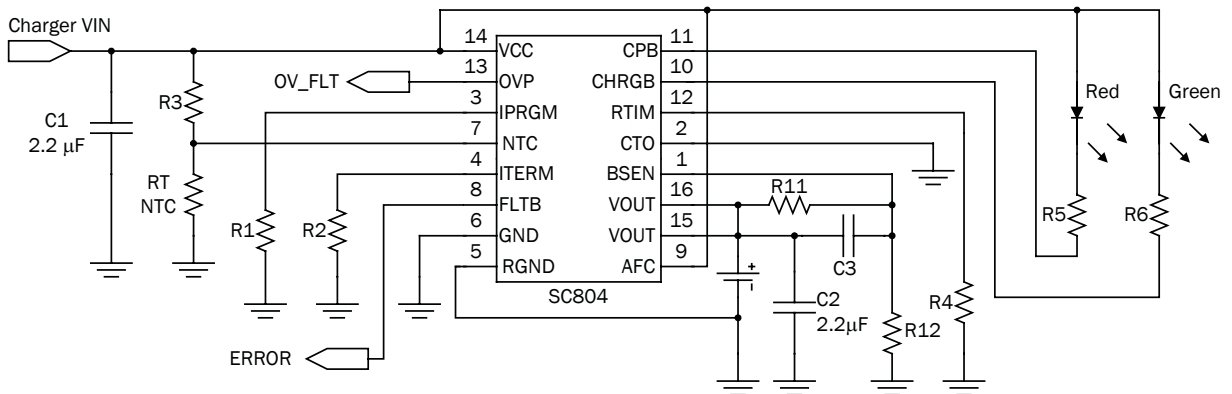 Charger VIN
C1
2.2 μF
R3
RT
NTC
OV_FLT
R1
R2
ERROR
14
13
3
7
4
8
6
5
VCC
OVP
IPRGM
NTC
ITERM
FLTB
GND
RGND
CPB
CHRGB
RTIM
CTO
BSEN
VOUT
VOUT
AFC
11
10
12
2
1
16
15
9
SC804
R11
C3
+
C2
2.2μF
R12
R4
Red
Green
R5
R6